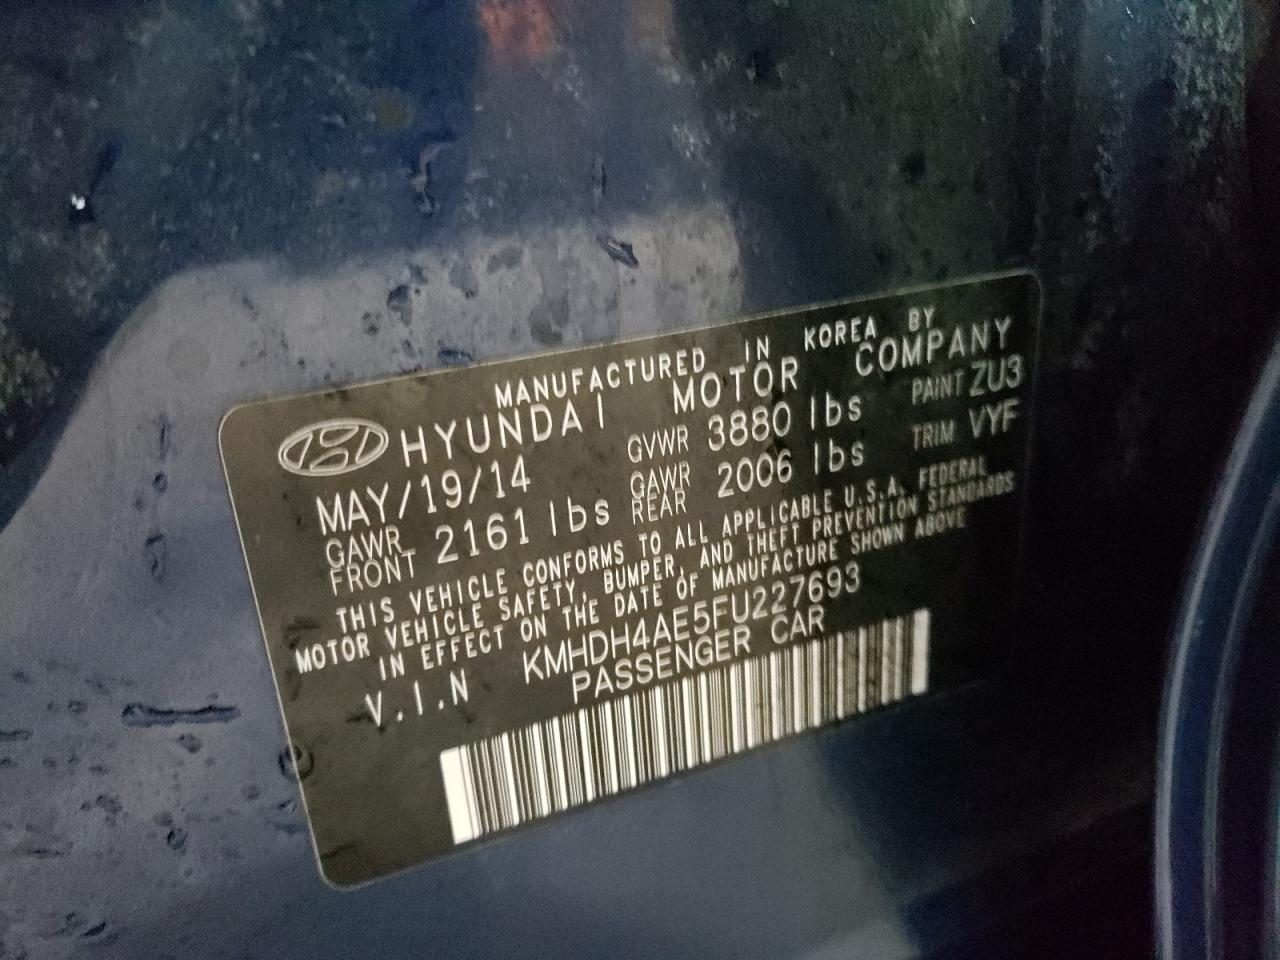 MANUFACTURED IN KOREA BY
HYUNDAI MOTOR COMPANY
MAY/19/14 GVWR 3880 lbs PAINT ZU3
GAWR FRONT 2161 lbs GAWR REAR 2006 lbs TRIM VYF
THIS VEHICLE CONFORMS TO ALL APPLICABLE U.S.A. FEDERAL
MOTOR VEHICLE SAFETY, BUMPER, AND THEFT PREVENTION STANDARDS
IN EFFECT ON THE DATE OF MANUFACTURE SHOWN ABOVE
V.I.N KMHDH4AE5FU227693
PASSENGER CAR